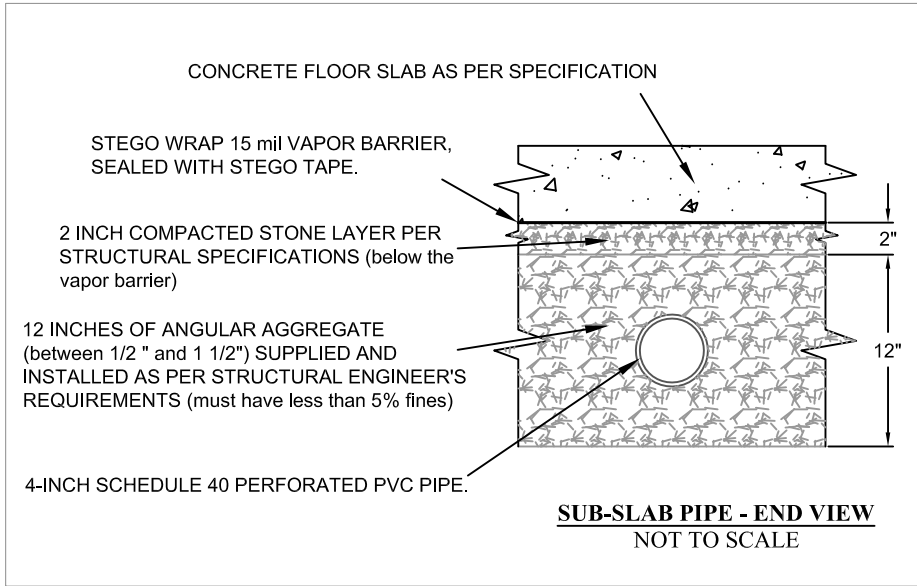 CONCRETE FLOOR SLAB AS PER SPECIFICATION
STEGO WRAP 15 mil VAPOR BARRIER,
SEALED WITH STEGO TAPE.
2 INCH COMPACTED STONE LAYER PER
STRUCTURAL SPECIFICATIONS (below the
vapor barrier)
2"
12 INCHES OF ANGULAR AGGREGATE
(between 1/2 " and 1 1/2") SUPPLIED AND
INSTALLED AS PER STRUCTURAL ENGINEER'S
REQUIREMENTS (must have less than 5% fines)
12"
4-INCH SCHEDULE 40 PERFORATED PVC PIPE.
SUB-SLAB PIPE - END VIEW
NOT TO SCALE